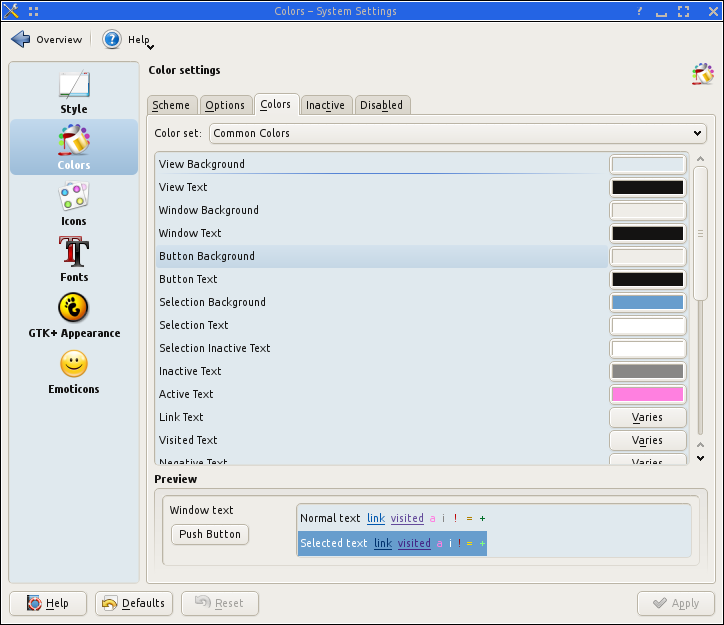 Colors – System Settings
Overview
Help
Style
Colors
Icons
Fonts
GTK+ Appearance
Emoticons
Color settings
Scheme Options Colors Inactive Disabled
Color set: Common Colors
View Background
View Text
Window Background
Window Text
Button Background
Button Text
Selection Background
Selection Text
Selection Inactive Text
Inactive Text
Active Text
Link Text Varies
Visited Text Varies
Negative Text Varies
Preview
Window text
Push Button
Normal text link visited a i ! = +
Selected text link visited a i ! = +
Help Defaults Reset Apply